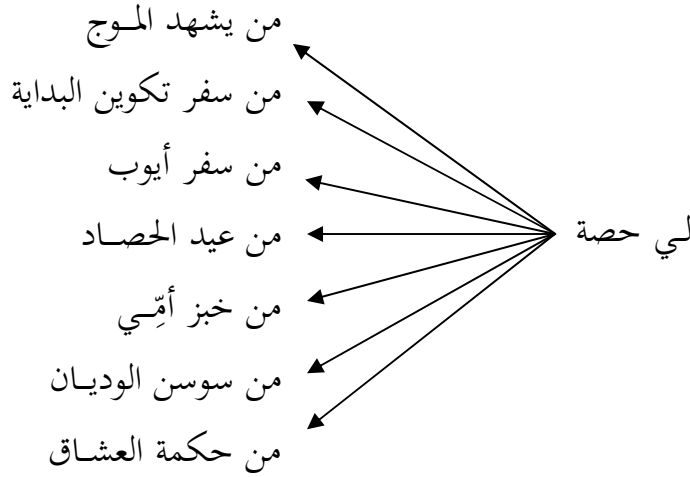 من يشهد الموج
من سفر تكوين البداية
من سفر أيوب
لي حصة
من عيد الحصاد
من خبز أمِّي
من سوسن الوديان
من حكمة العشاق